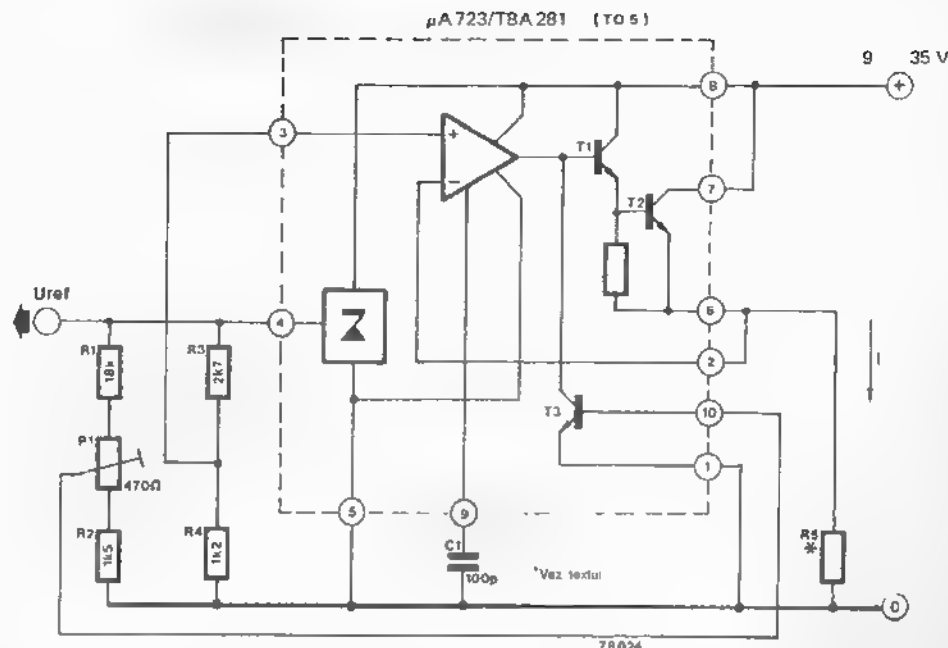 µA723/TBA281 (TO5)
9 35 V
+
8
3
+
−
T1
7
T2
Uref
4
6
R1
18k
R3
2k7
2
I
P1
470Ω
T3
10
1
R2
1k5
R4
1k2
5
9
C1
100p
*Vez textul
R5
*
0
78024